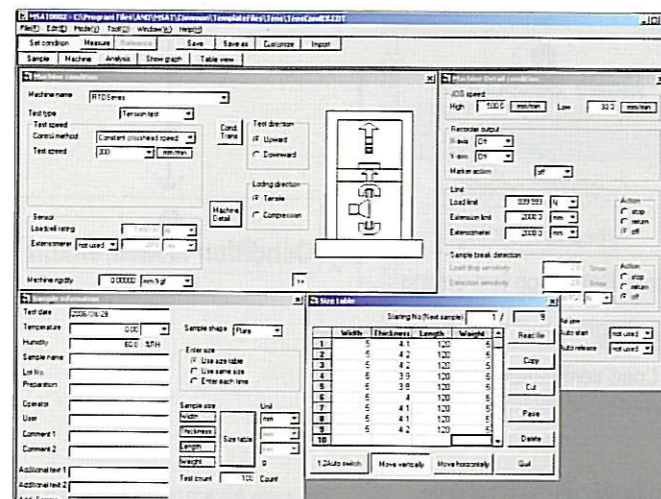 MSAT0002 - C:\Program Files\AND\MSAT\Common\TemplateFiles\Tens\TensCondEX.CDT
File(F) Edit(E) Mode(V) Tool(O) Window(W) Help(H)
Set condition Measure Reference Save Save as Customize Import
Sample Machine Analysis Show graph Table view
Machine condition
Machine name RTD Series
Test type Tension test
Test speed
Control method Constant crosshead speed
Test speed 300 mm/min
Cond. Trans
Test direction
Upward
Downward
Machine Detail
Loding direction
Tensile
Compression
Sensor
Loadcell rating
Extensometer not used
Machine rigidity 0.00000 mm/kgf
>>
Machine Detail condition
JOG speed
High 500.0 mm/min Low 30.0 mm/min
Recorder output
X-axis Off
Y-axis Off
Marker action off
Limit
Load limit 999.999 N
Extension limit 2000.0 mm
Extensometer 2000.0 mm
Action
stop
return
off
Sample break detection
Load drop sensitivity
Detection sensitivity
Action
stop
return
off
Auto start not used
Auto release not used
Sample information
Test date 2006/04/28
Temperature 0.00
Humidity 60.0 %RH
Sample name
Lot No.
Preparation
Operator
User
Comment 1
Comment 2
Additional text 1
Additional text 2
Sample shape Plate
Enter size
Use size table
Use same size
Enter each time
Sample size Unit
Width mm
Thickness mm
Length mm
Weight g
Size table
Test count 100 Count
Size table
Starting No.(Next sample) 1 / 9
Width Thickness Length Weight
1 5 4.1 120 5
2 5 4.2 120 5
3 5 4.2 120 5
4 5 3.9 120 5
5 5 3.8 120 5
6 5 4 120 5
7 5 4.1 120 5
8 5 4.1 120 5
9 5 4.2 120 5
10
Read file
Copy
Cut
Paste
Delete
1:2Auto switch Move vertically Move horizontally Quit